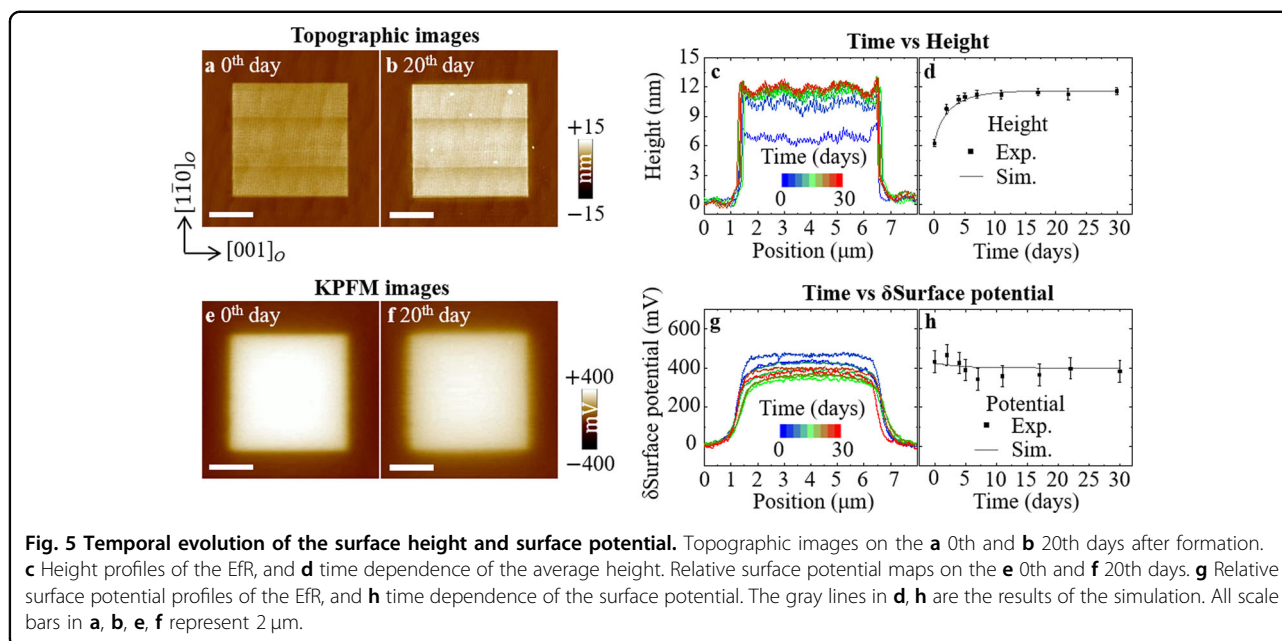 Topographic images
a 0th day
b 20th day
+15
nm
−15
[11̄0]O
[001]O
KPFM images
e 0th day
f 20th day
+400
mV
−400
Time vs Height
c
d
15
12
9
6
3
0
Height (nm)
Time (days)
0 30
0 1 2 3 4 5 6 7
Position (μm)
Height
Exp.
Sim.
0 5 10 15 20 25 30
Time (days)
Time vs δSurface potential
g
h
600
400
200
0
δSurface potential (mV)
Time (days)
0 30
0 1 2 3 4 5 6 7
Position (μm)
Potential
Exp.
Sim.
0 5 10 15 20 25 30
Time (days)
Fig. 5 Temporal evolution of the surface height and surface potential. Topographic images on the a 0th and b 20th days after formation.
c Height profiles of the EfR, and d time dependence of the average height. Relative surface potential maps on the e 0th and f 20th days. g Relative
surface potential profiles of the EfR, and h time dependence of the surface potential. The gray lines in d, h are the results of the simulation. All scale
bars in a, b, e, f represent 2 μm.